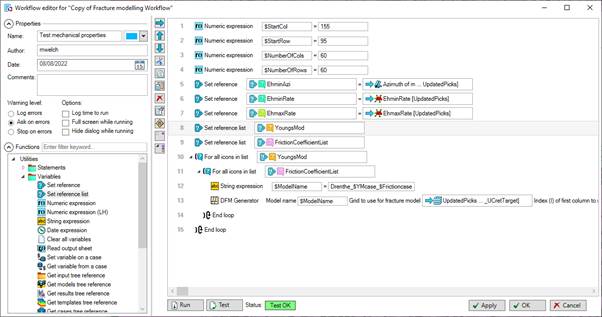 Workflow editor for "Copy of Fracture modelling Workflow"
Properties
Name: Test mechanical properties
Author: mwelch
Date: 08/08/2022
Comments:
Warning level: Options:
Log errors Log time to run
Ask on errors Full screen while running
Stop on errors Hide dialog while running
Functions Enter filter keyword...
Utilities
Statements
Variables
Set reference
Set reference list
Numeric expression
Numeric expression (LH)
String expression
Date expression
Clear all variables
Read output sheet
Set variable on a case
Get variable from a case
Get input tree reference
Get models tree reference
Get results tree reference
Get templates tree reference
Get cases tree reference
1 Numeric expression $StartCol = 155
2 Numeric expression $StartRow = 95
3 Numeric expression $NumberOfCols = 60
4 Numeric expression $NumberOfRows = 60
5 Set reference EhminAzi = Azimuth of m ... UpdatedPicks]
6 Set reference EhminRate = EhminRate [UpdatedPicks]
7 Set reference EhmaxRate = EhmaxRate [UpdatedPicks]
8 Set reference list YoungsMod
9 Set reference list FrictionCoefficientList
10 For all icons in list YoungsMod
11 For all icons in list FrictionCoefficientList
12 String expression $ModelName = Drenthe_$YMcase_$Frictioncase
13 DFM Generator Model name $ModelName Grid to use for fracture model UpdatedPicks ... _UCretTarget] Index (I) of first column to
14 End loop
15 End loop
Run Test Status: Test OK Apply OK Cancel